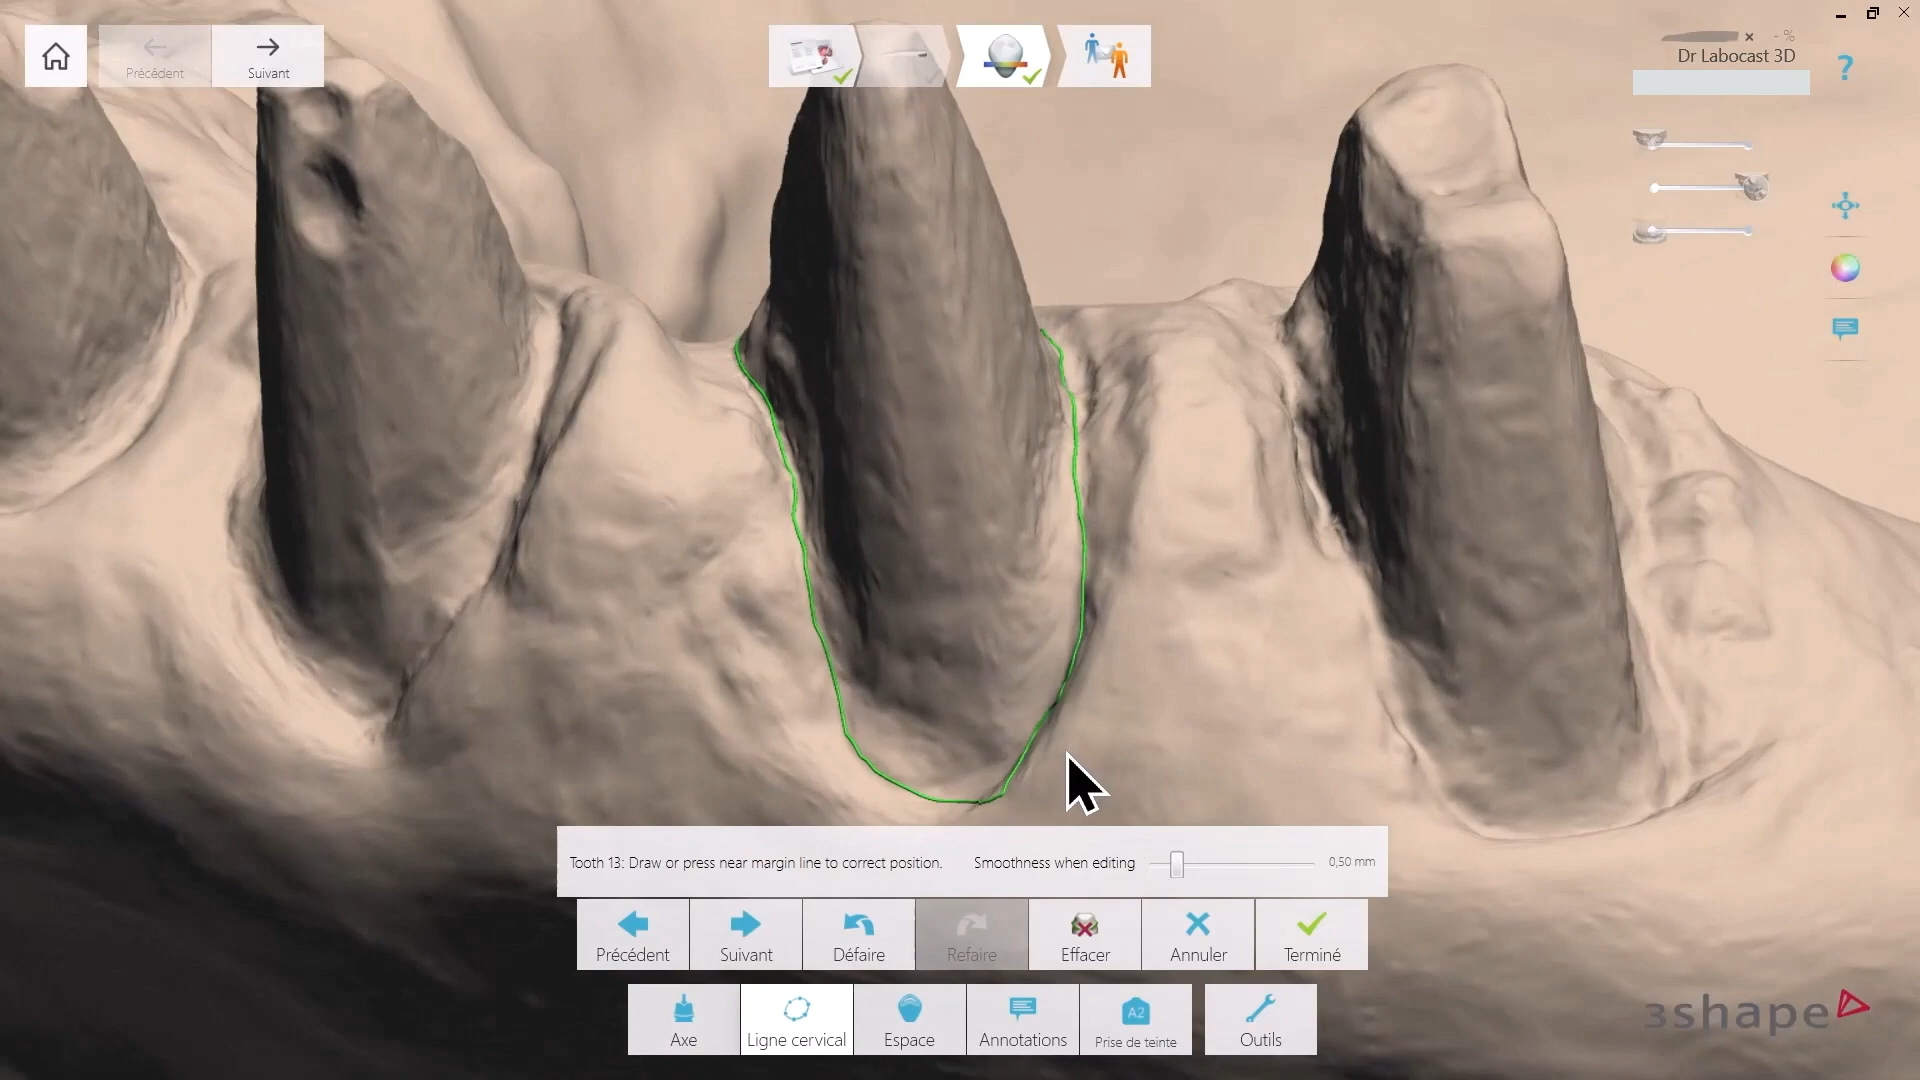 Précédent
Suivant
- %
Dr Labocast 3D
?
Tooth 13: Draw or press near margin line to correct position.
Smoothness when editing
0,50 mm
Précédent
Suivant
Défaire
Refaire
Effacer
Annuler
Terminé
A2
Axe
Ligne cervical
Espace
Annotations
Prise de teinte
Outils
3shape